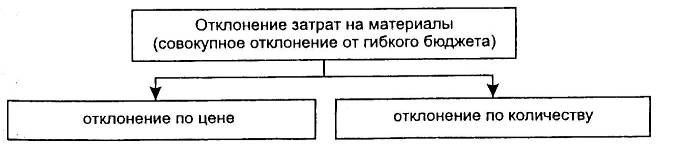 Отклонение затрат на материалы
(совокупное отклонение от гибкого бюджета)
отклонение по цене
отклонение по количеству